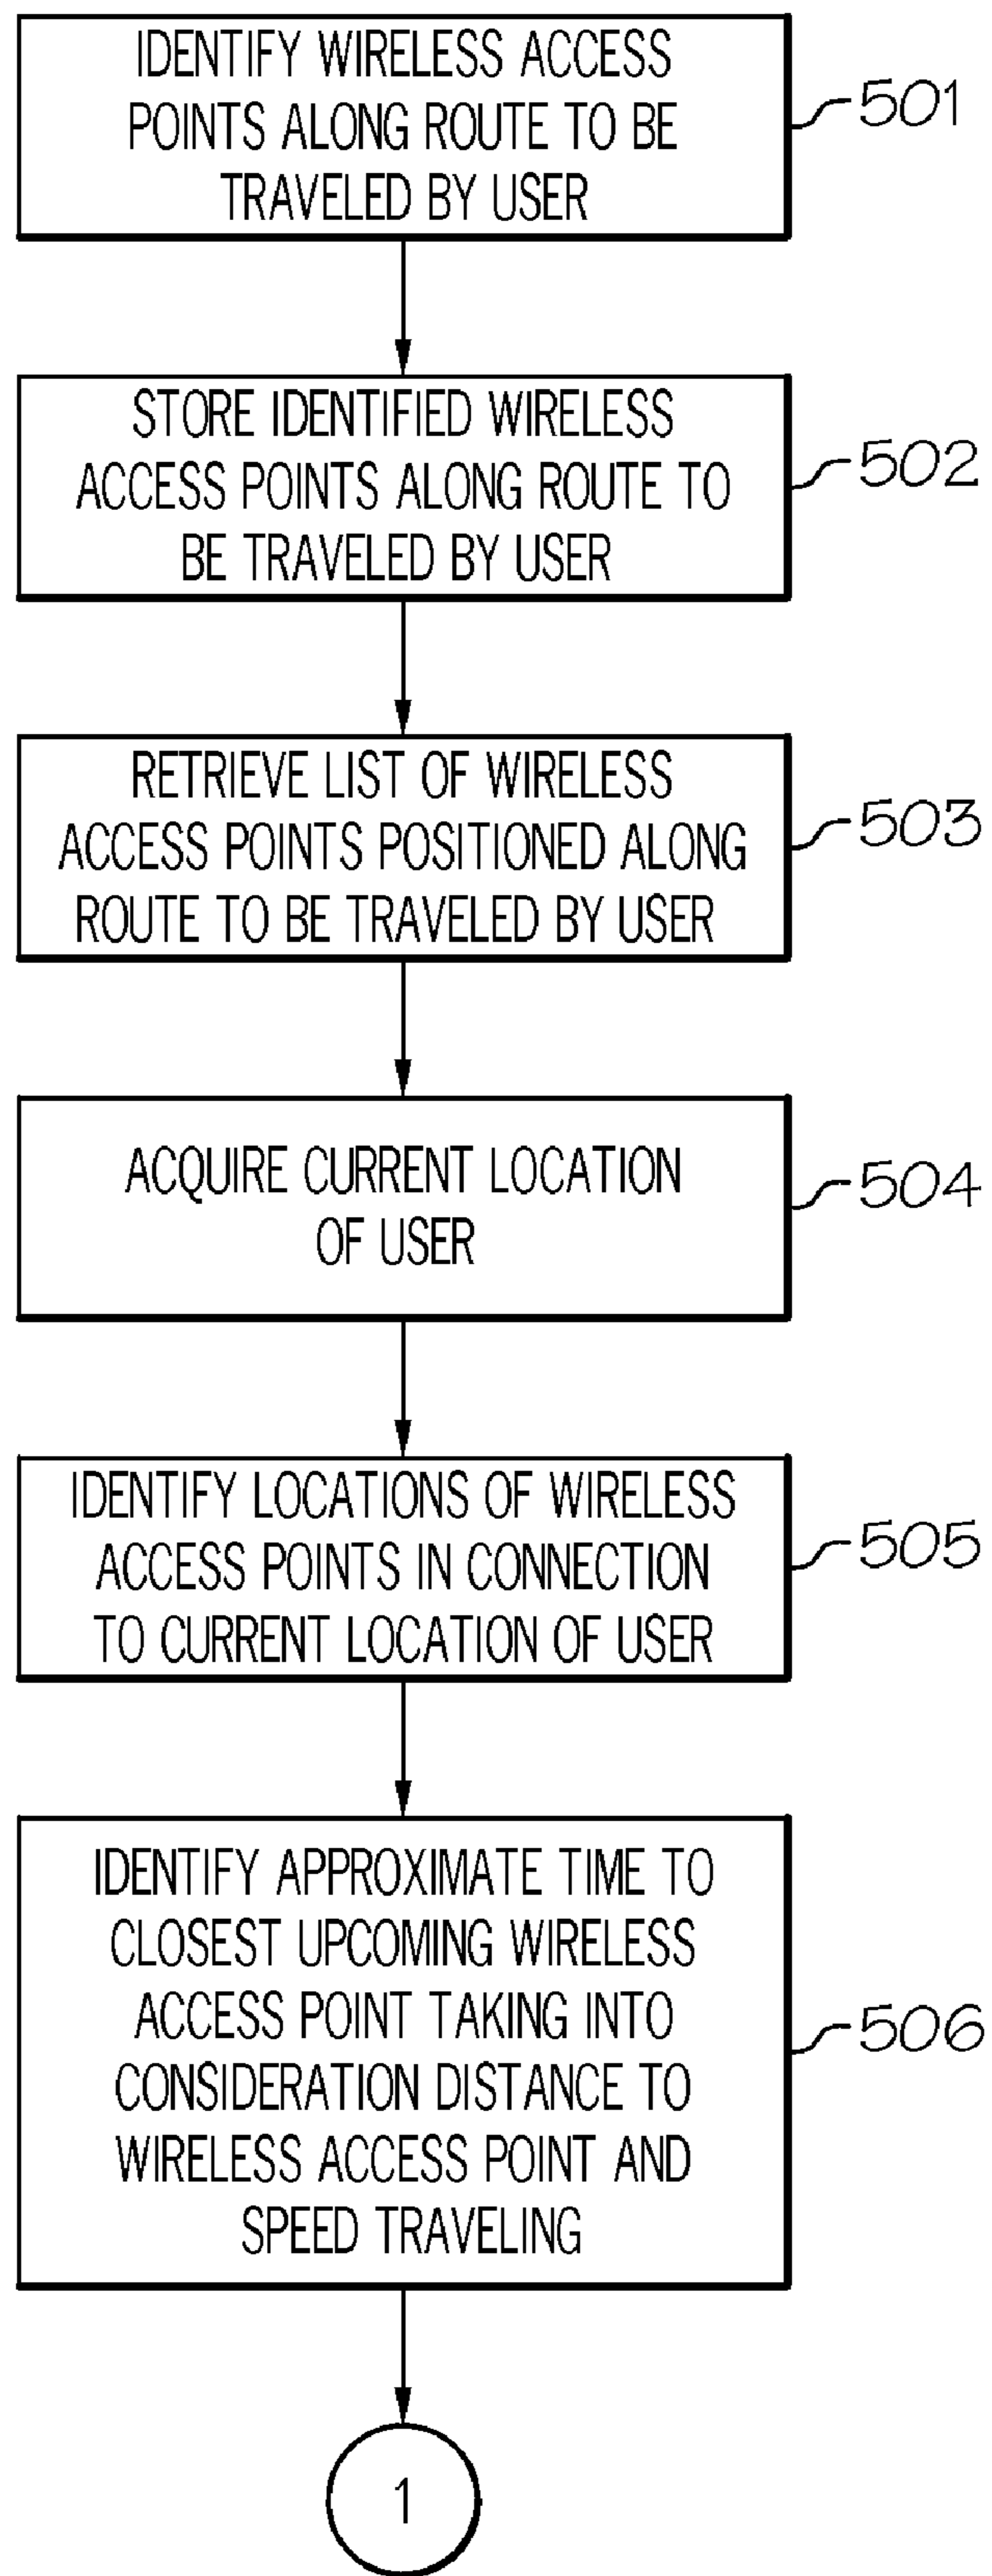 IDENTIFY WIRELESS ACCESS
POINTS ALONG ROUTE TO BE
TRAVELED BY USER
501
STORE IDENTIFIED WIRELESS
ACCESS POINTS ALONG ROUTE TO
BE TRAVELED BY USER
502
RETRIEVE LIST OF WIRELESS
ACCESS POINTS POSITIONED ALONG
ROUTE TO BE TRAVELED BY USER
503
ACQUIRE CURRENT LOCATION
OF USER
504
IDENTIFY LOCATIONS OF WIRELESS
ACCESS POINTS IN CONNECTION
TO CURRENT LOCATION OF USER
505
IDENTIFY APPROXIMATE TIME TO
CLOSEST UPCOMING WIRELESS
ACCESS POINT TAKING INTO
CONSIDERATION DISTANCE TO
WIRELESS ACCESS POINT AND
SPEED TRAVELING
506
1